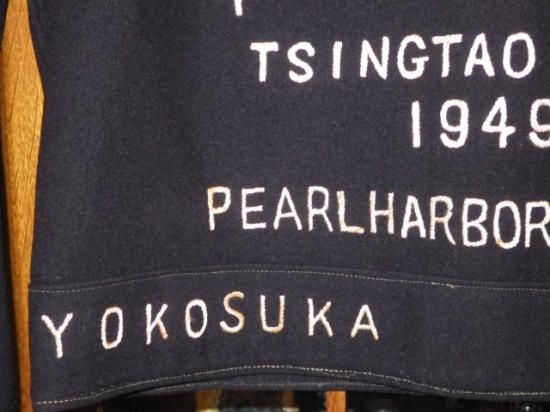 TSINGTAO
1949
PEARLHARBOR
YOKOSUKA